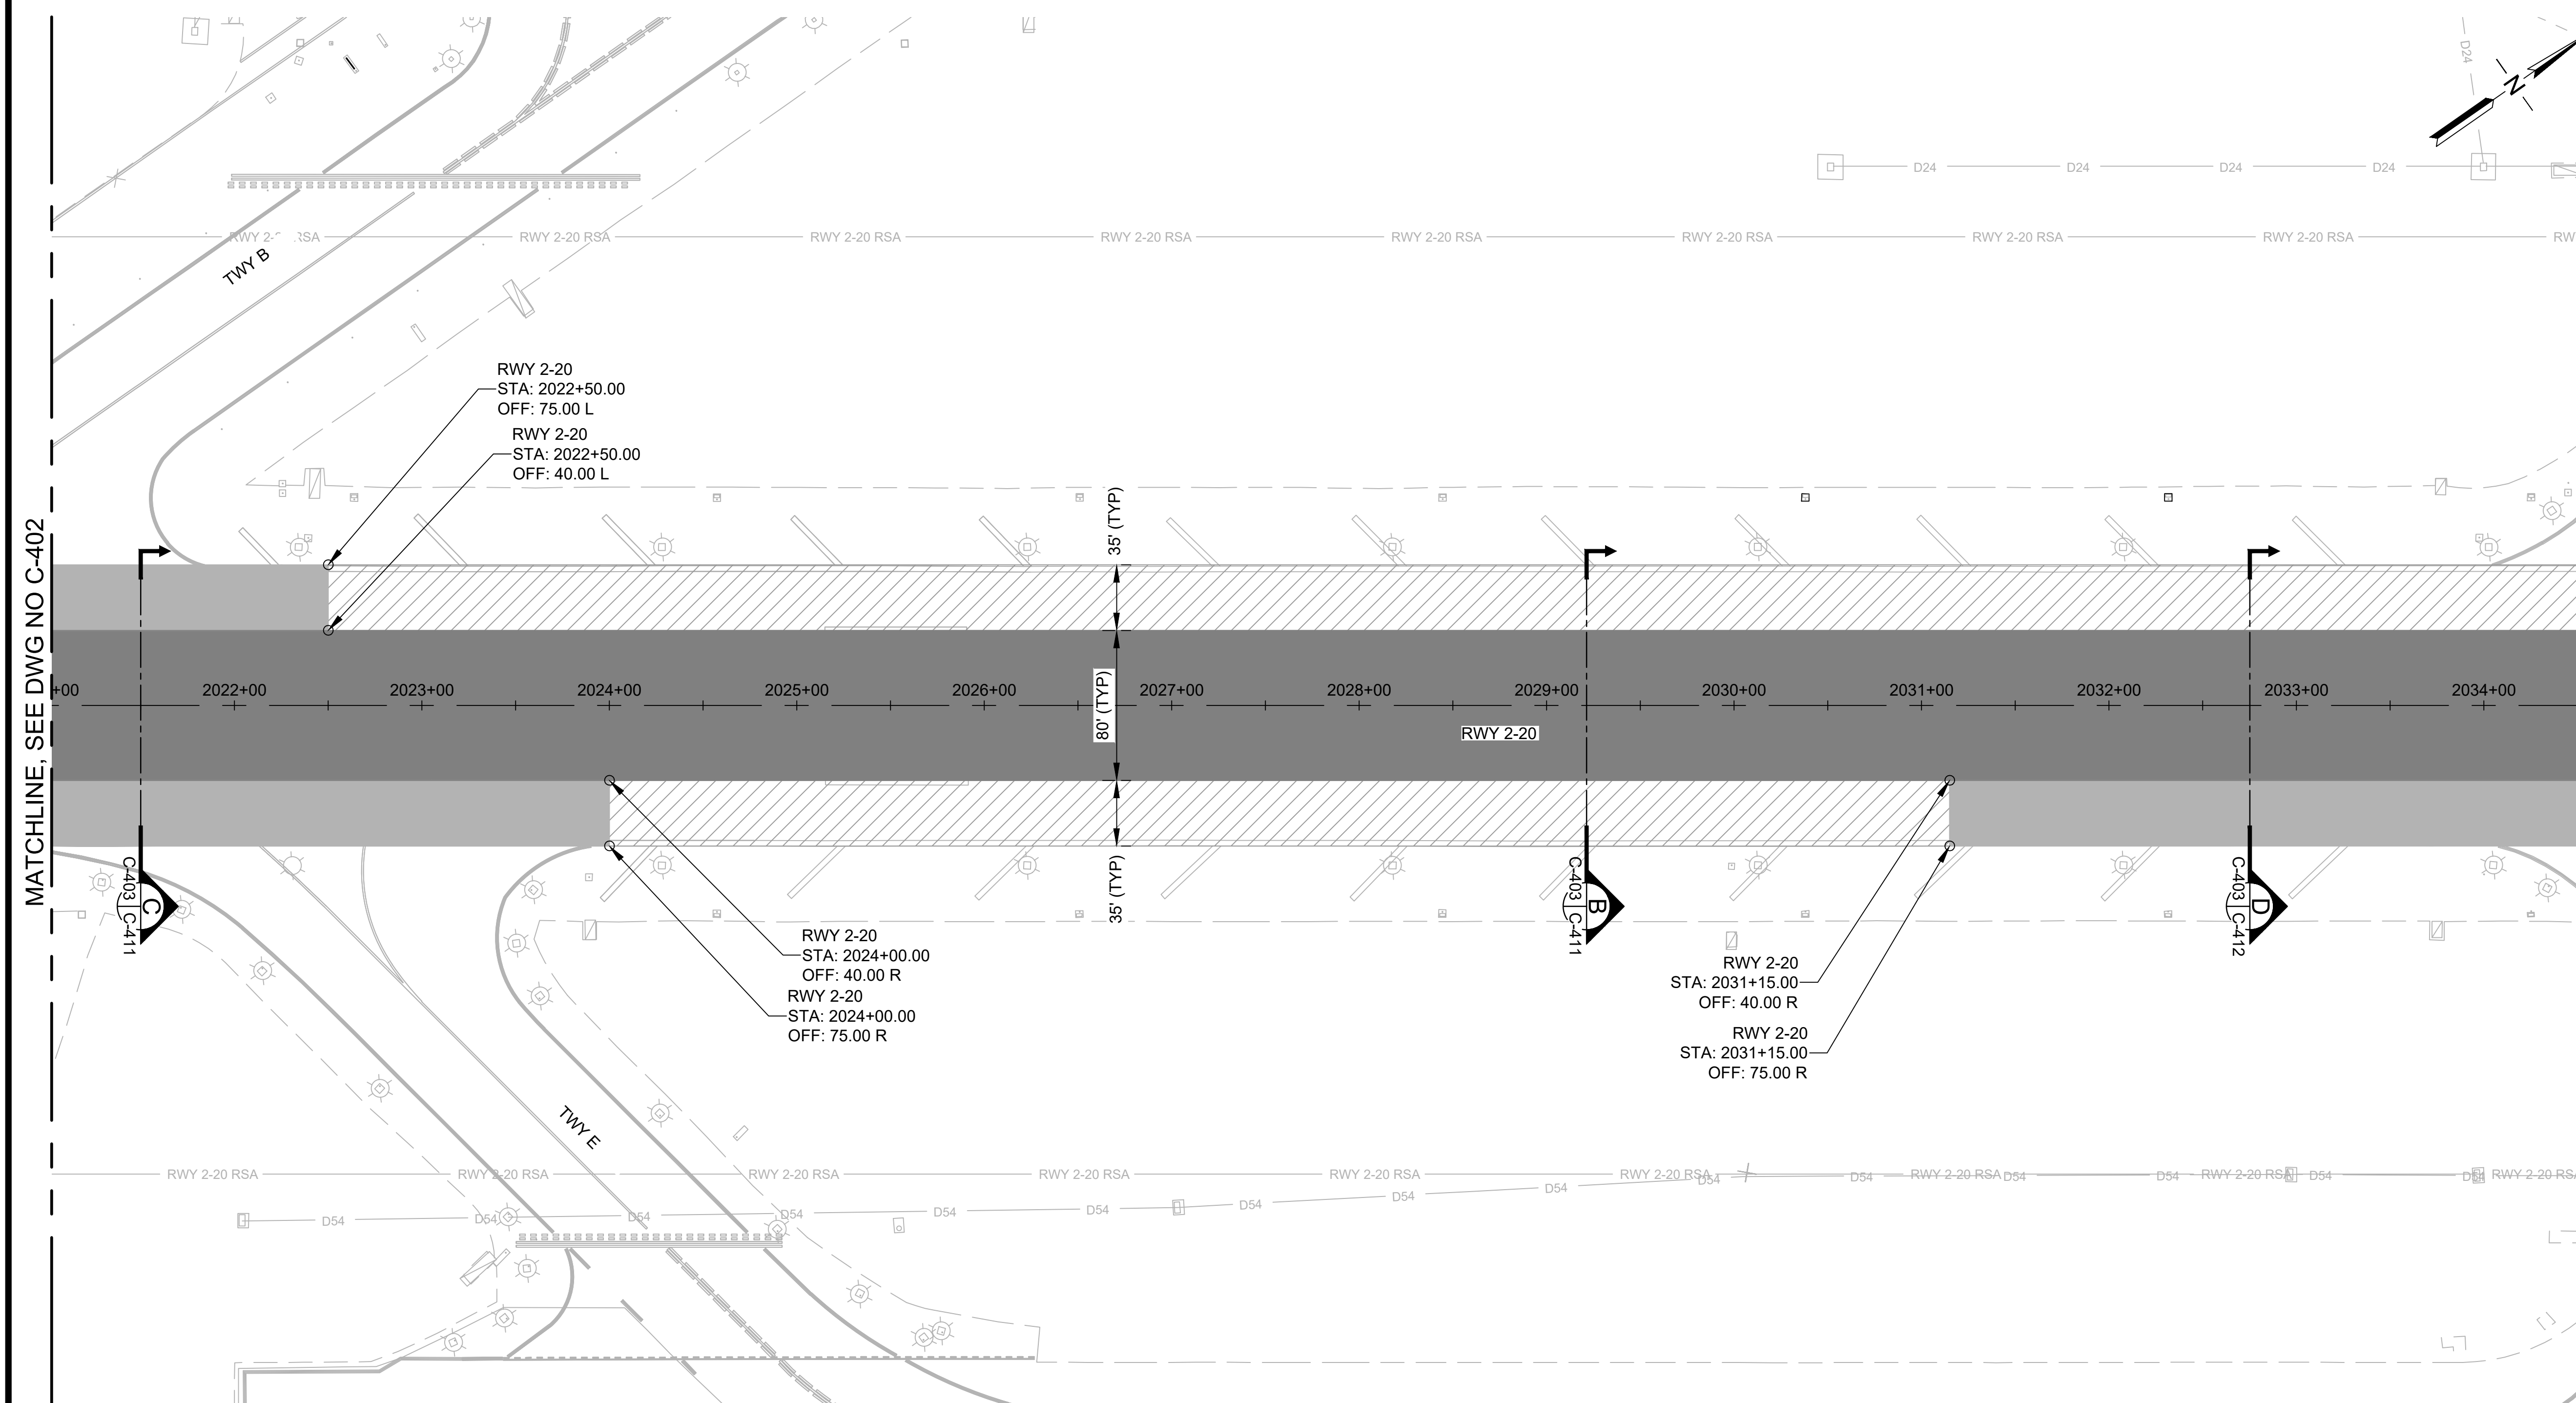 D24
N
D24 D24 D24 D24
RWY 2-20 RSA RWY 2-20 RSA RWY 2-20 RSA RWY 2-20 RSA RWY 2-20 RSA RWY 2-20 RSA RWY 2-20 RSA RW
TWY B
RWY 2-20
STA: 2022+50.00
OFF: 75.00 L
RWY 2-20
STA: 2022+50.00
OFF: 40.00 L
35' (TYP)
MATCHLINE, SEE DWG NO C-402
+00 2022+00 2023+00 2024+00 2025+00 2026+00 2027+00 2028+00 2029+00 2030+00 2031+00 2032+00 2033+00 2034+00
80' (TYP)
RWY 2-20
35' (TYP)
C
C-403
C-411
B
C-403
C-411
D
C-403
C-412
RWY 2-20
STA: 2024+00.00
OFF: 40.00 R
RWY 2-20
STA: 2024+00.00
OFF: 75.00 R
RWY 2-20
STA: 2031+15.00
OFF: 40.00 R
RWY 2-20
STA: 2031+15.00
OFF: 75.00 R
TWY E
RWY 2-20 RSA RWY 2-20 RSA RWY 2-20 RSA RWY 2-20 RSA RWY 2-20 RSA RWY 2-20 RSA RWY 2-20 RSA RWY 2-20 RSA RWY 2-20 RS
D54 D54 D54 D54 D54 D54 D54 D54 D54 D54 D54 D54 D54 D54 D54